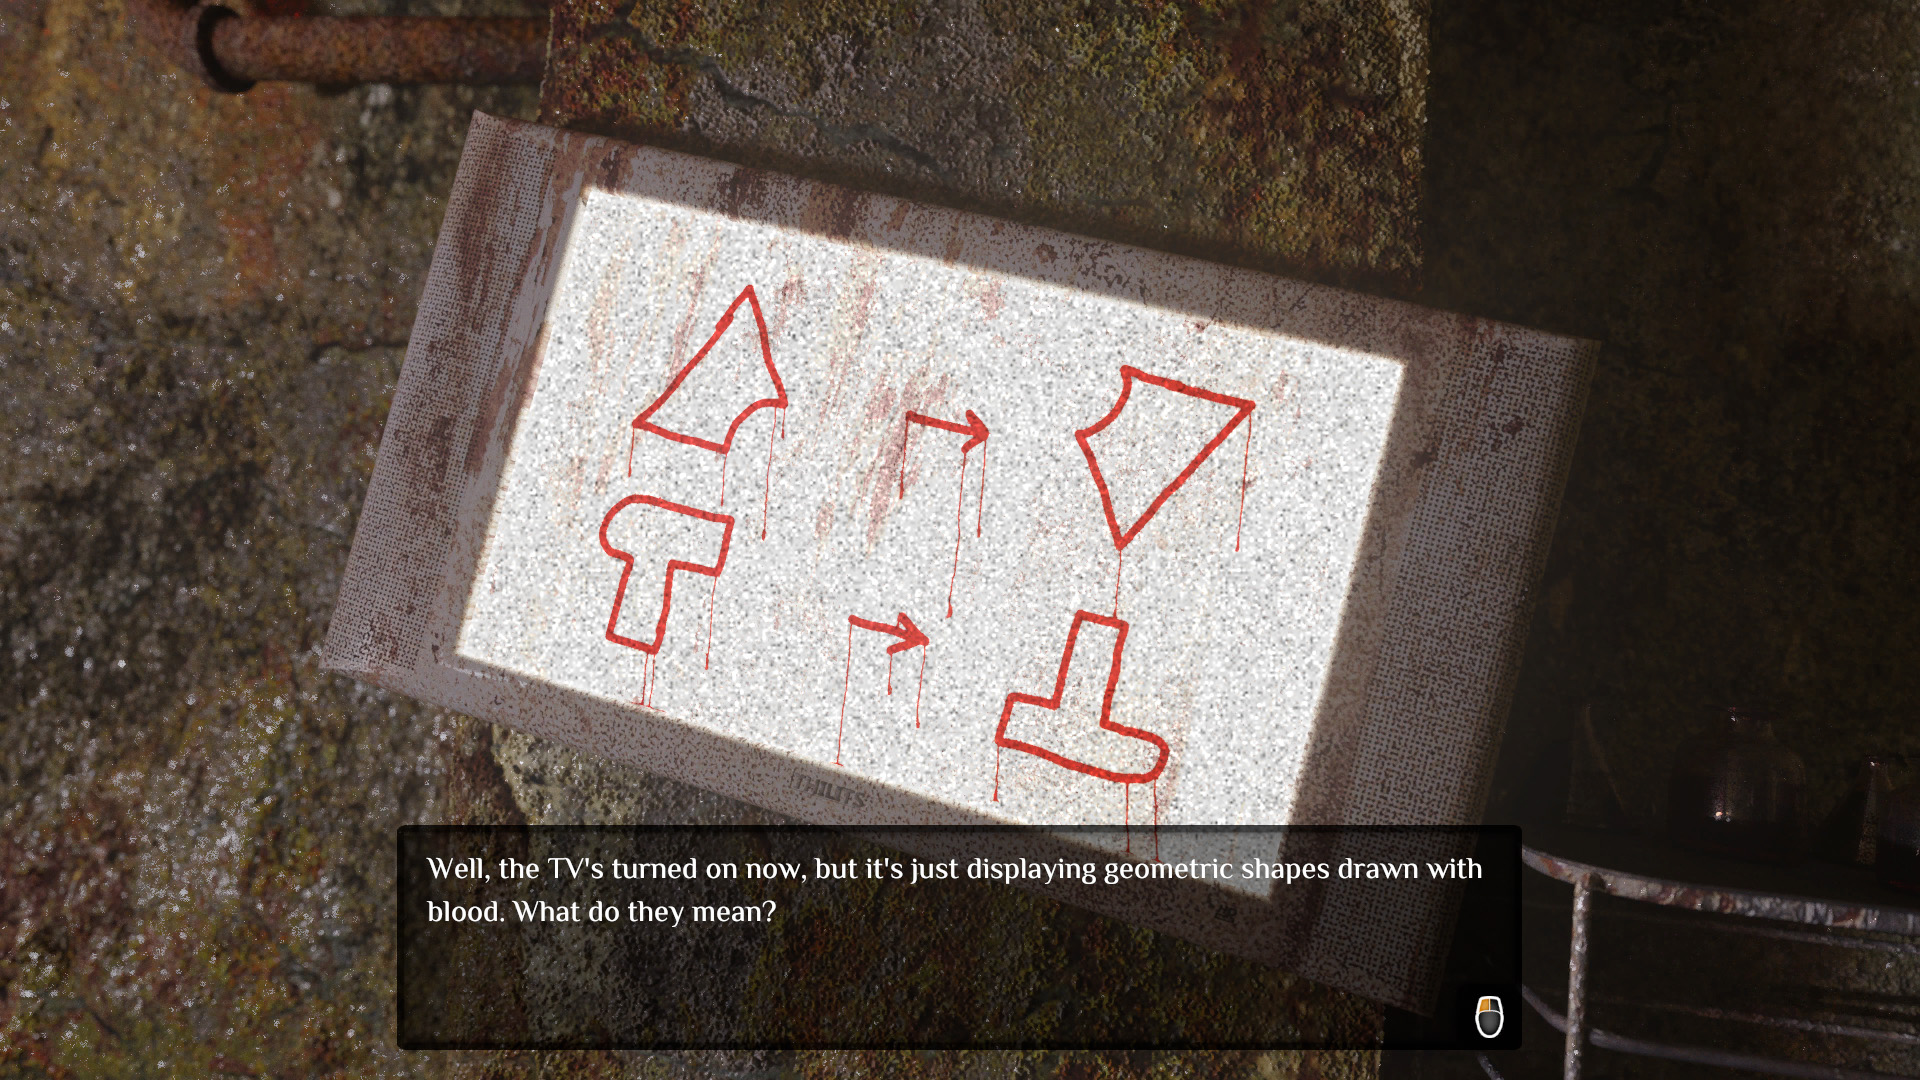 Well, the TV's turned on now, but it's just displaying geometric shapes drawn with
blood. What do they mean?